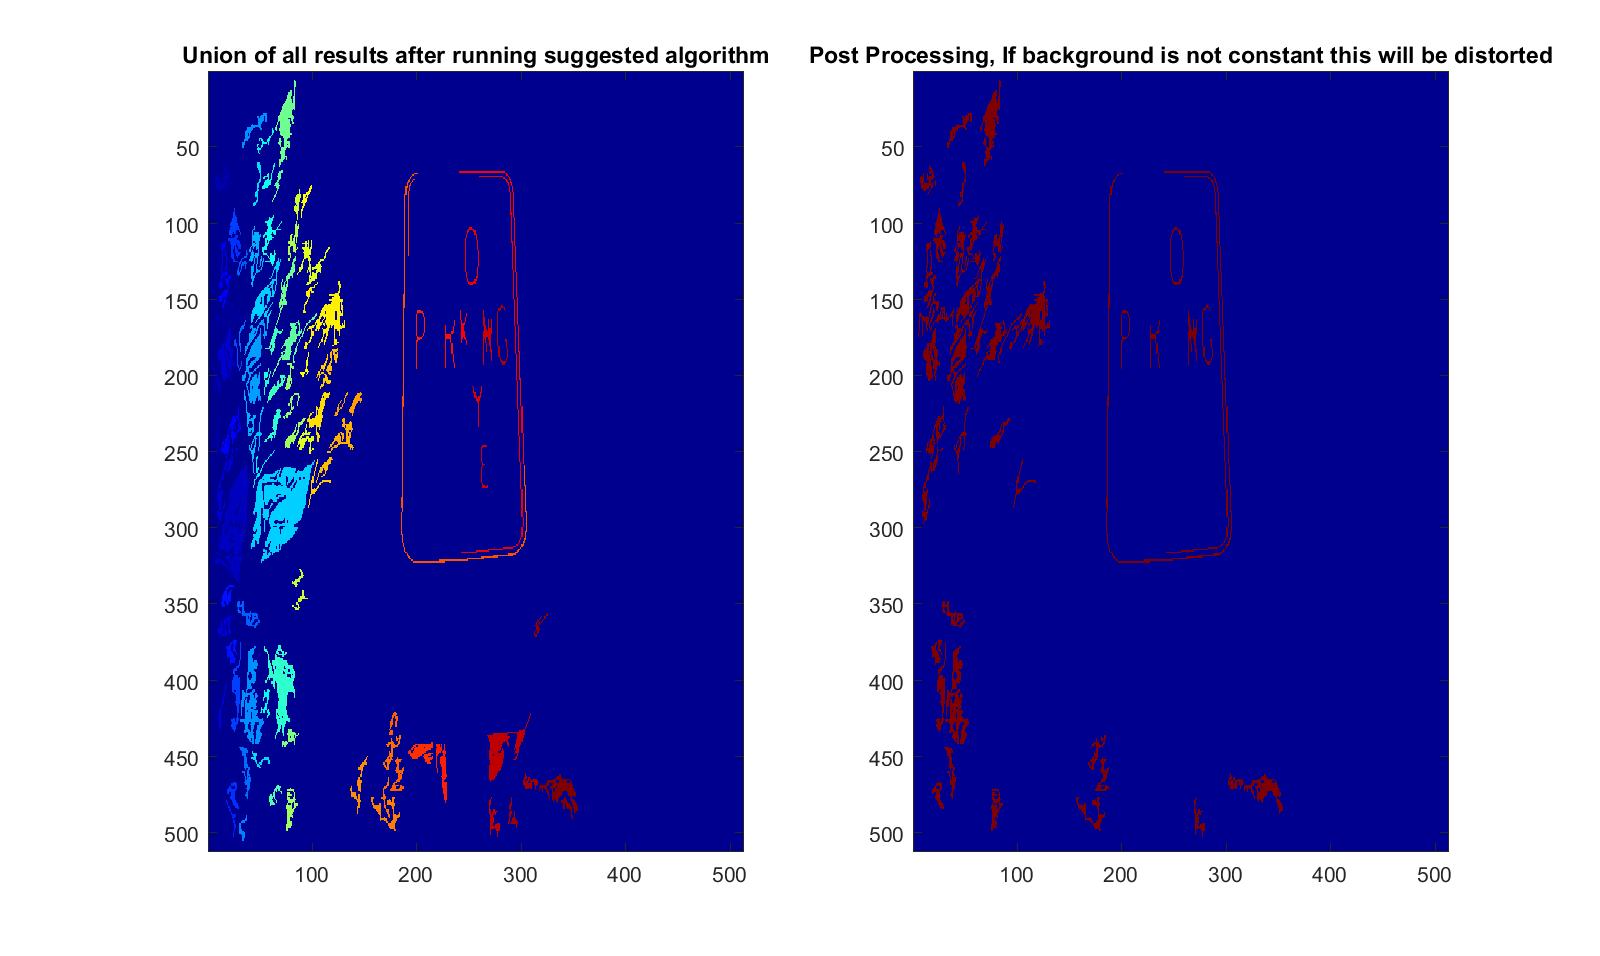 Union of all results after running suggested algorithm
50
100
150
200
250
300
350
400
450
500
100 200 300 400 500
O
Y
E
Post Processing, If background is not constant this will be distorted
50
100
150
200
250
300
350
400
450
500
100 200 300 400 500
O